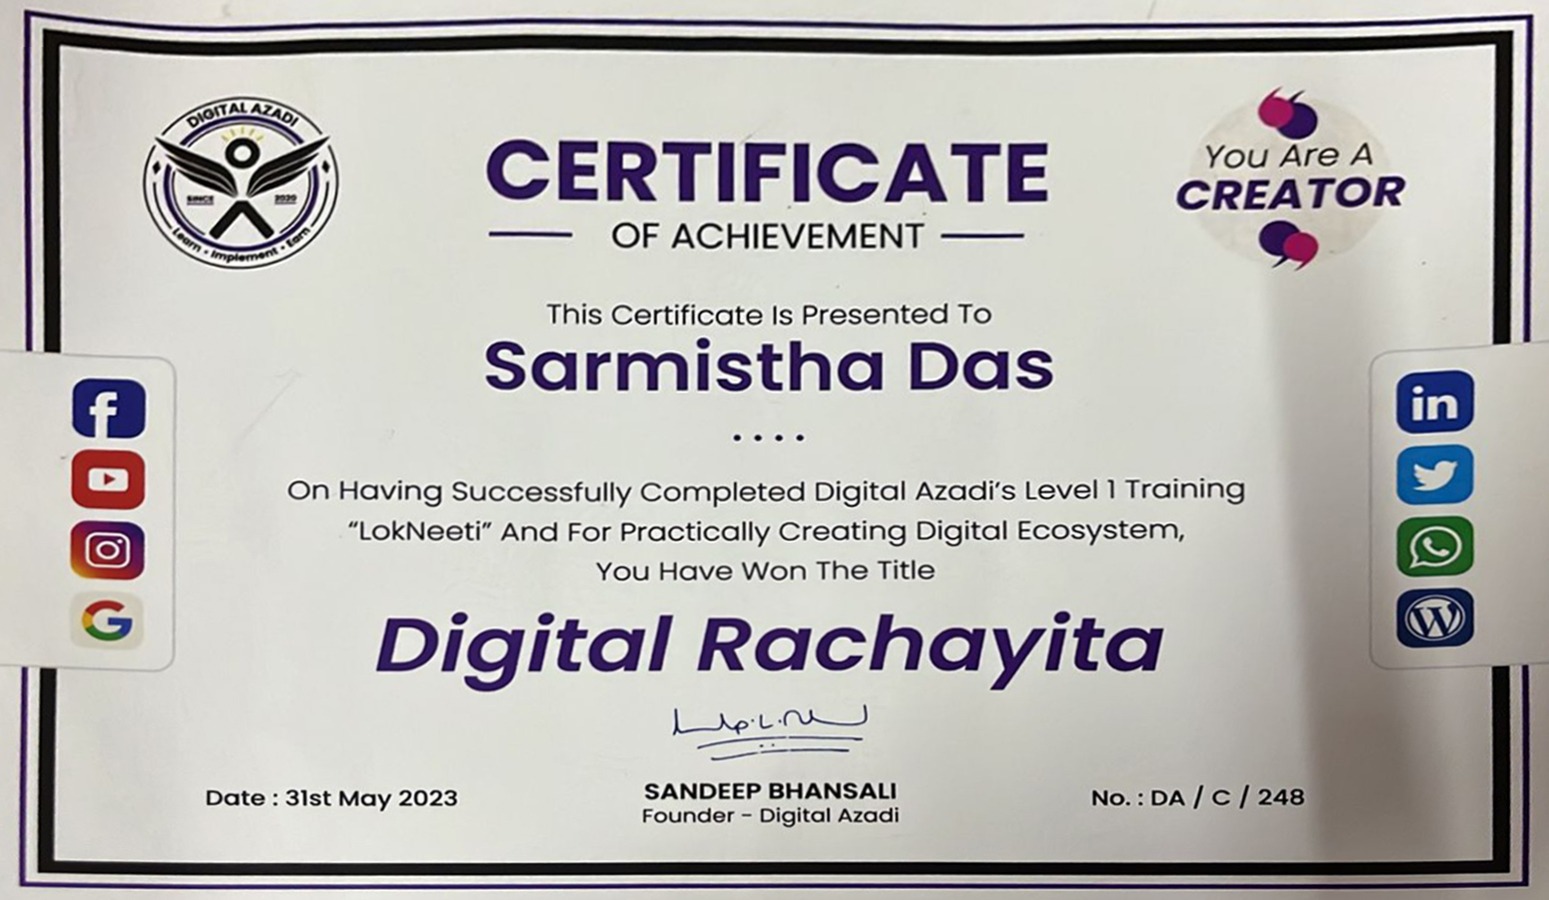 DIGITAL AZADI
SINCE 2020
Learn • Implement • Earn
CERTIFICATE
OF ACHIEVEMENT
You Are A
CREATOR
This Certificate Is Presented To
Sarmistha Das
On Having Successfully Completed Digital Azadi's Level 1 Training
“LokNeeti” And For Practically Creating Digital Ecosystem,
You Have Won The Title
Digital Rachayita
SANDEEP BHANSALI
Founder - Digital Azadi
Date : 31st May 2023
No. : DA / C / 248